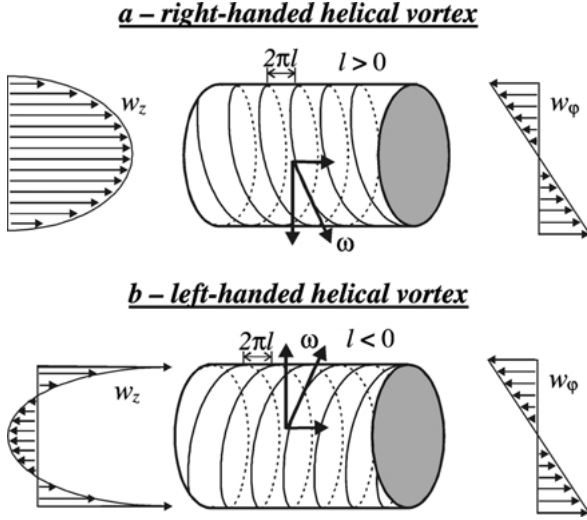 a – right-handed helical vortex
w_z
2πl
l > 0
w_φ
ω
b – left-handed helical vortex
w_z
2πl
ω
l < 0
w_φ